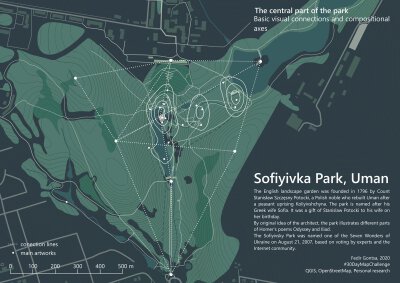 The central part of the park
Basic visual connections and compositional
axes
Sofiyivka Park, Uman
The English landscape garden was founded in 1796 by Count
Stanisław Szczęsny Potocki, a Polish noble who rebuilt Uman after
a peasant uprising Koliyivshchyna. The park is named after his
Greek wife Sofia. It was a gift of Stanislaw Potocki to his wife on
her birthday.
By original idea of the architect, the park illustrates different parts
of Homer's poems Odyssey and Iliad.
The Sofiyivsky Park was named one of the Seven Wonders of
Ukraine on August 21, 2007, based on voting by experts and the
internet community.
Fedir Gontsa, 2020
#30DayMapChallenge
QGIS, OpenStreetMap, Personal research
connection lines
main artworks
0 100 200 300 400 500 m